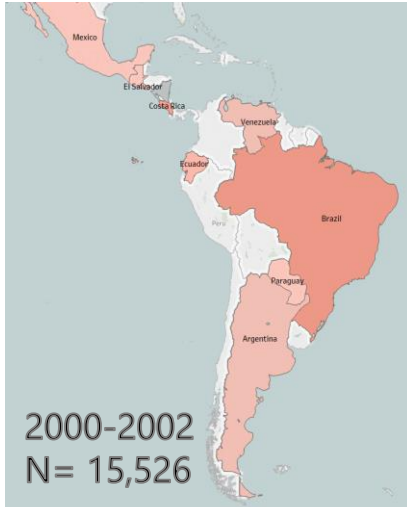 Mexico
El Salvador
Costa Rica
Venezuela
Ecuador
Brazil
Peru
Paraguay
Argentina
2000-2002
N= 15,526